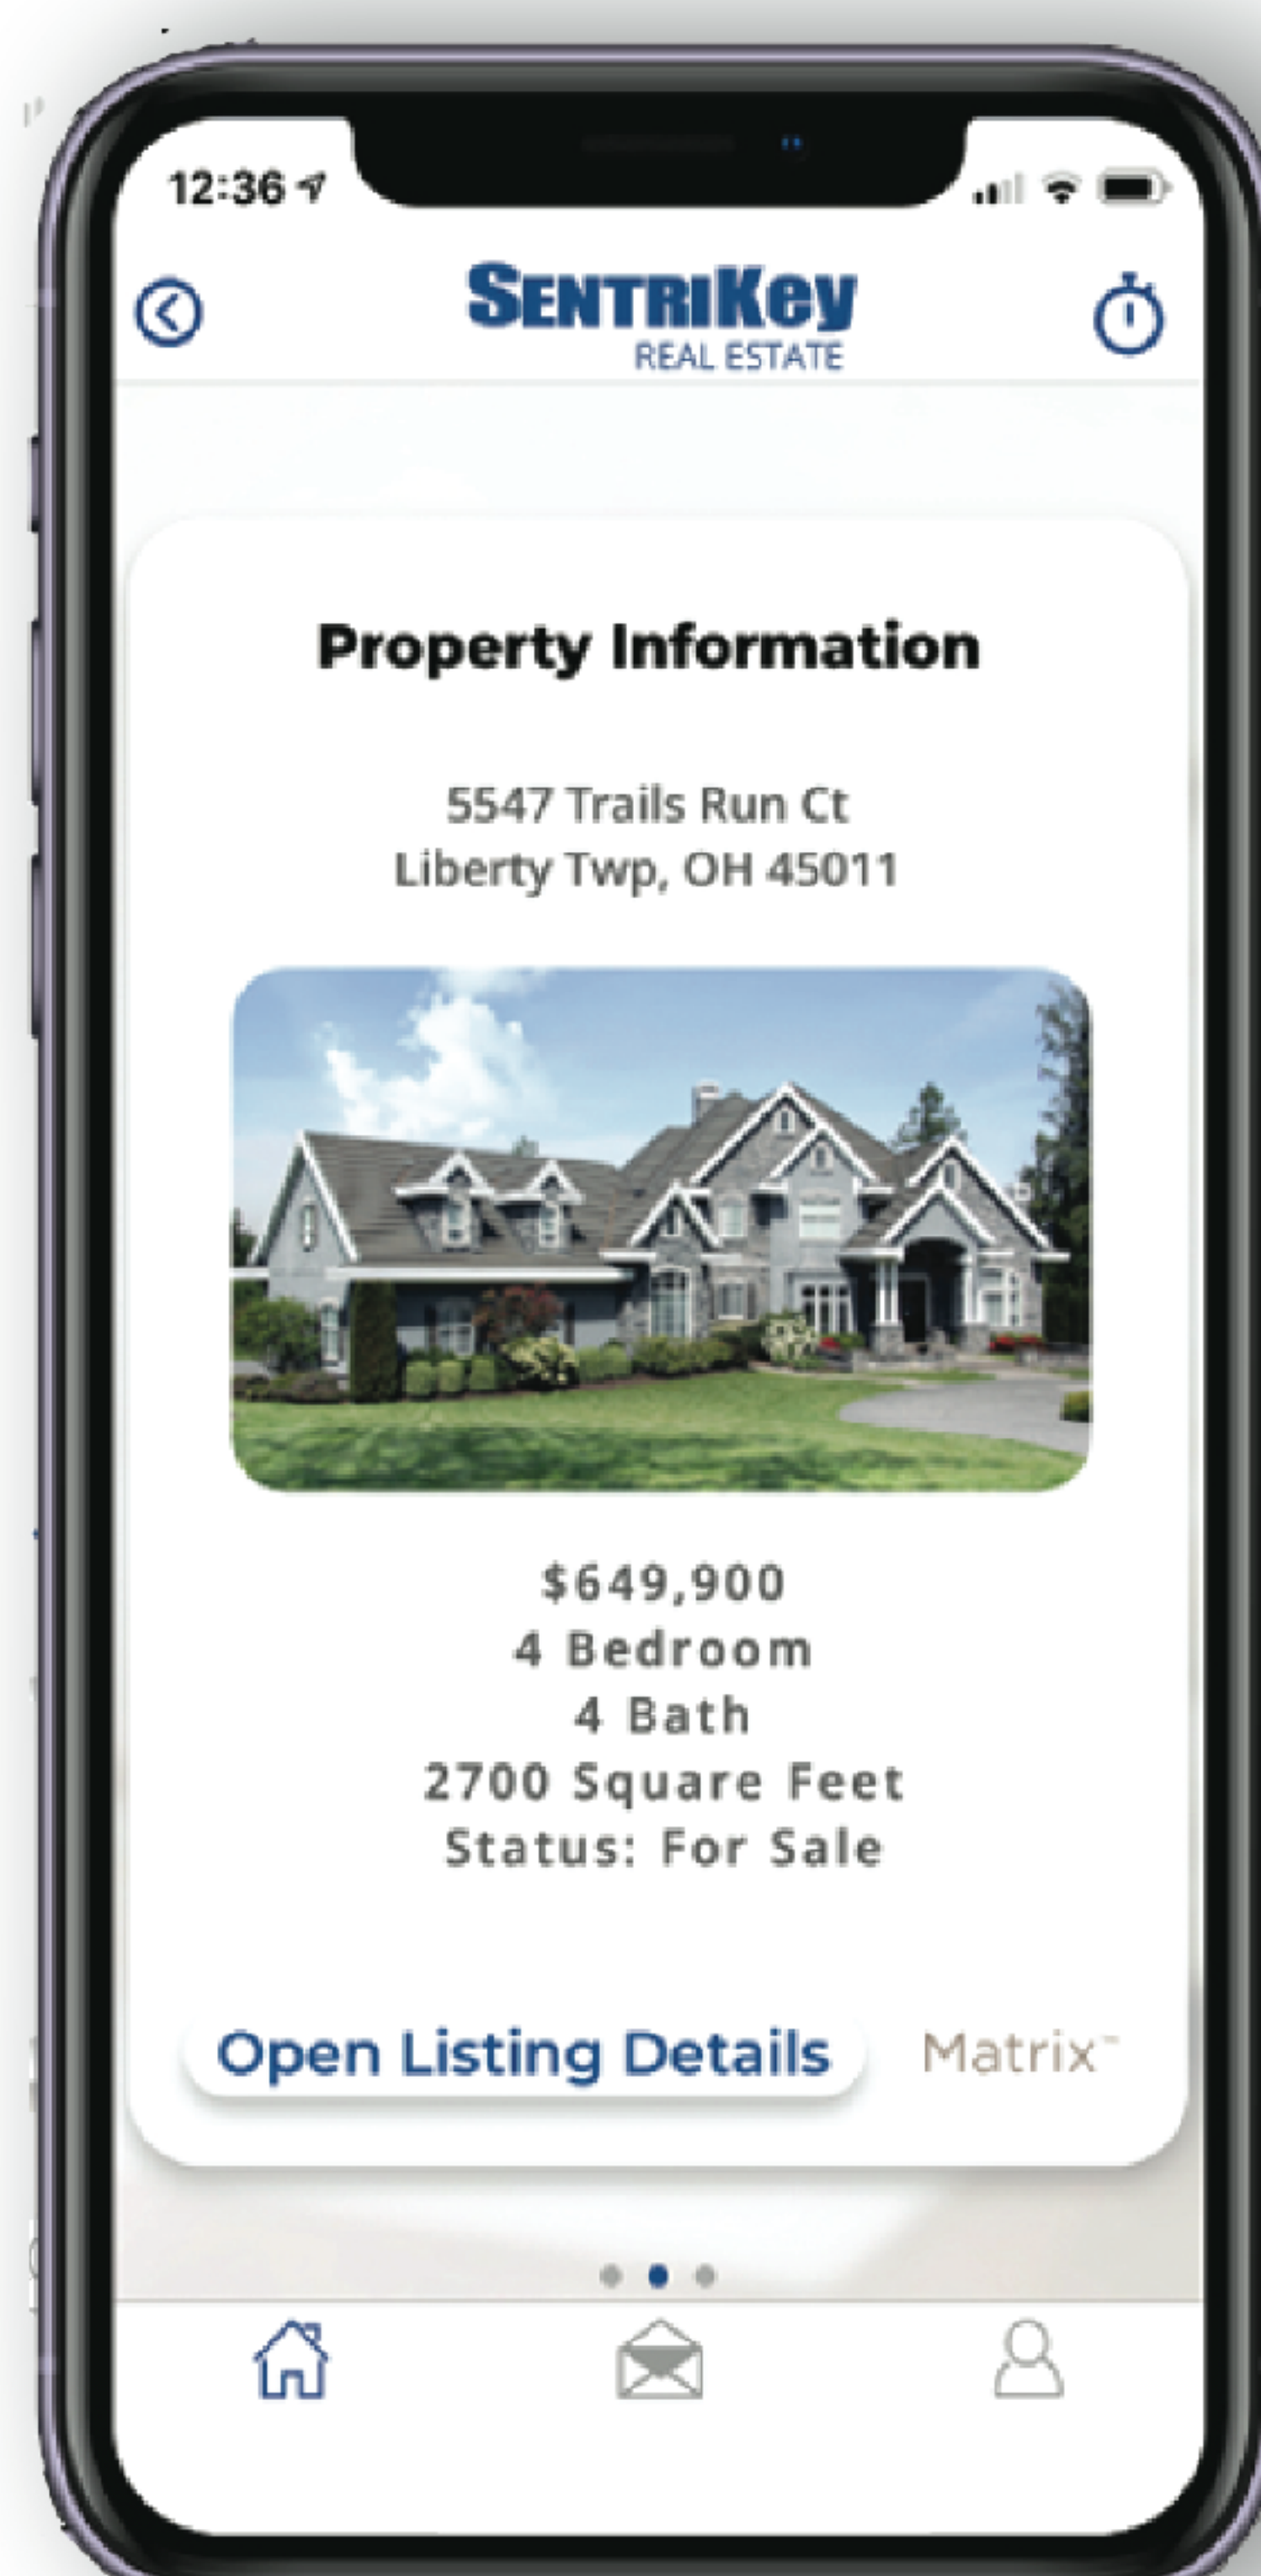 12:36
SENTRIKEY
REAL ESTATE
Property Information
5547 Trails Run Ct
Liberty Twp, OH 45011
$649,900
4 Bedroom
4 Bath
2700 Square Feet
Status: For Sale
Open Listing Details
Matrix™